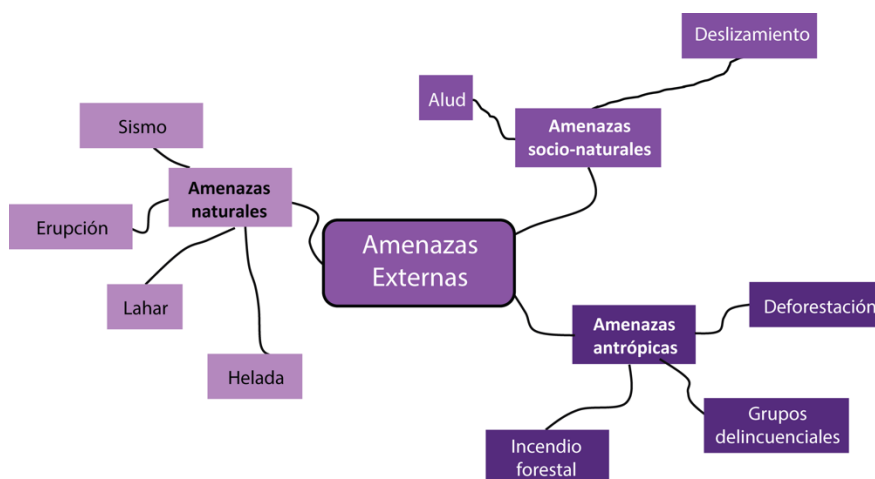 Amenazas
Externas
Amenazas
naturales
Sismo
Erupción
Lahar
Helada
Amenazas
socio-naturales
Alud
Deslizamiento
Amenazas
antrópicas
Deforestación
Grupos
delincuenciales
Incendio
forestal